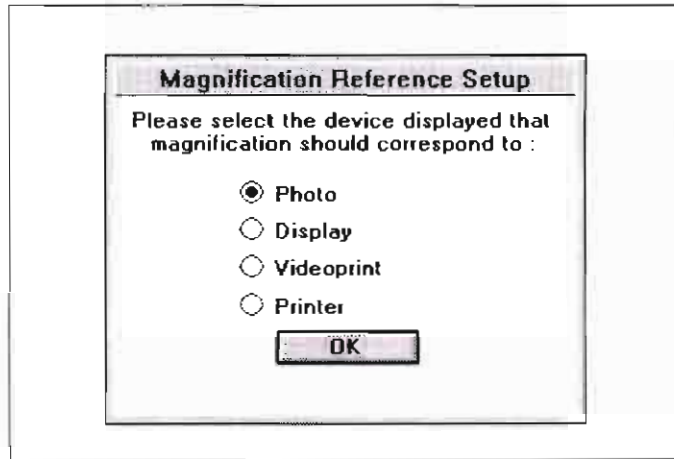 Magnification Reference Setup
Please select the device displayed that
magnification should correspond to :
Photo
Display
Videoprint
Printer
OK